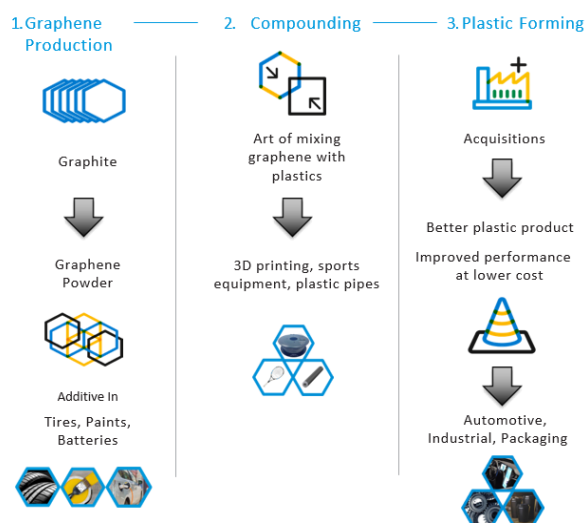 1.Graphene
Production
Graphite
Graphene
Powder
Additive In
Tires, Paints,
Batteries
2. Compounding
Art of mixing
graphene with
plastics
3D printing, sports
equipment, plastic pipes
3.Plastic Forming
Acquisitions
Better plastic product
Improved performance
at lower cost
Automotive,
Industrial, Packaging